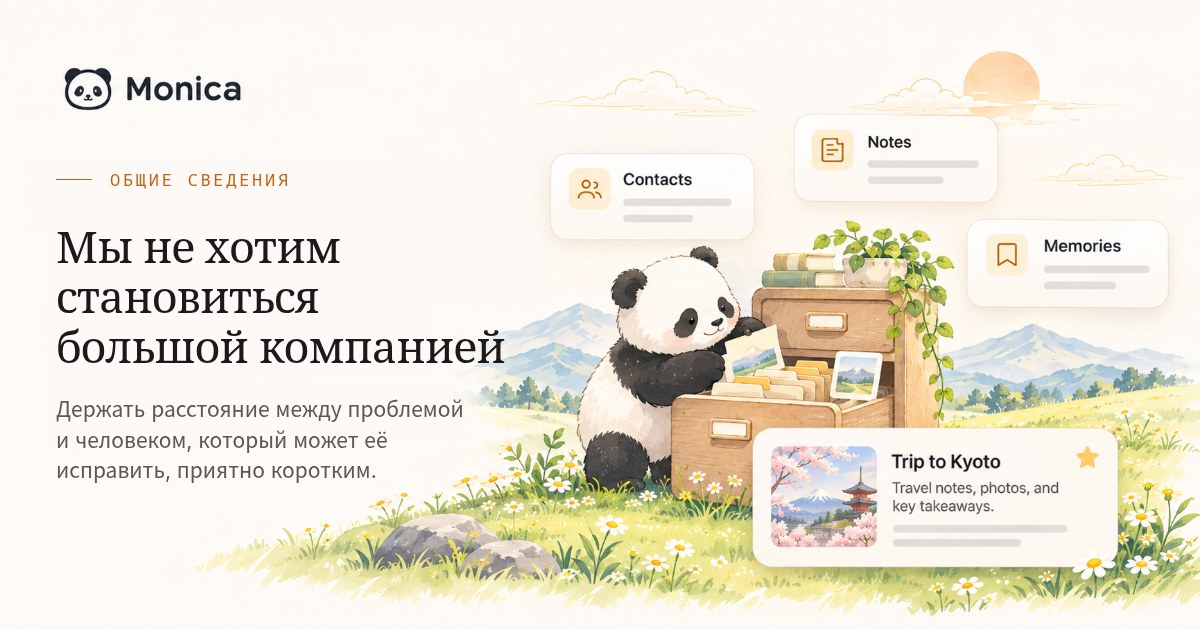 Monica
ОБЩИЕ СВЕДЕНИЯ
Мы не хотим
становиться
большой компанией
Держать расстояние между проблемой
и человеком, который может её
исправить, приятно коротким.
Contacts
Notes
Memories
Trip to Kyoto
Travel notes, photos, and
key takeaways.